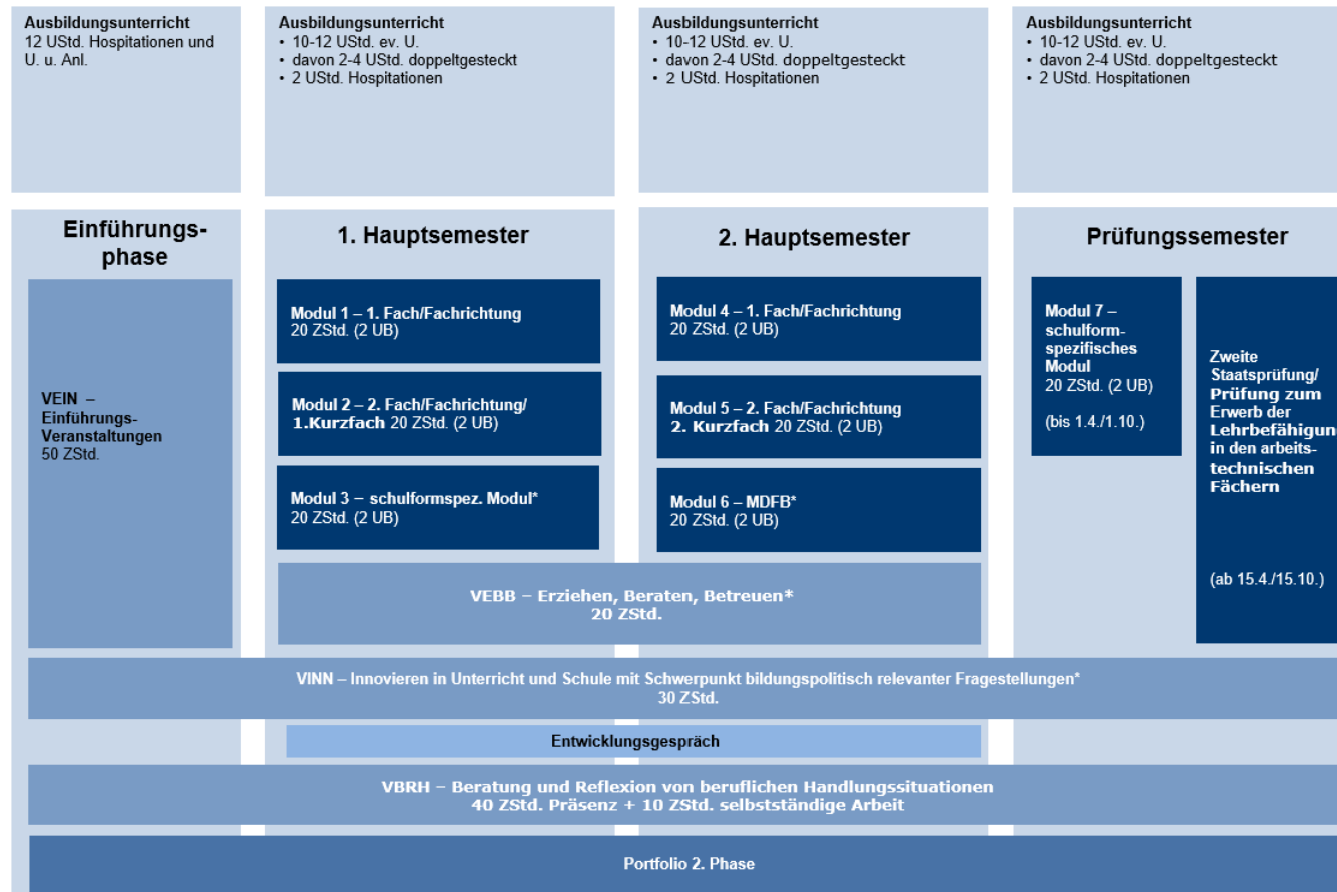 Ausbildungsunterricht
12 UStd. Hospitationen und
U. u. Anl.
Ausbildungsunterricht
• 10-12 UStd. ev. U.
• davon 2-4 UStd. doppeltgesteckt
• 2 UStd. Hospitationen
Ausbildungsunterricht
• 10-12 UStd. ev. U.
• davon 2-4 UStd. doppeltgesteckt
• 2 UStd. Hospitationen
Ausbildungsunterricht
• 10-12 UStd. ev. U.
• davon 2-4 UStd. doppeltgesteckt
• 2 UStd. Hospitationen
Einführungs-
phase
VEIN –
Einführungs-
Veranstaltungen
50 ZStd.
1. Hauptsemester
Modul 1 – 1. Fach/Fachrichtung
20 ZStd. (2 UB)
Modul 2 – 2. Fach/Fachrichtung/
1.Kurzfach 20 ZStd. (2 UB)
Modul 3 – schulformspez. Modul*
20 ZStd. (2 UB)
2. Hauptsemester
Modul 4 – 1. Fach/Fachrichtung
20 ZStd. (2 UB)
Modul 5 – 2. Fach/Fachrichtung
2. Kurzfach 20 ZStd. (2 UB)
Modul 6 – MDFB*
20 ZStd. (2 UB)
Prüfungssemester
Modul 7 –
schulform-
spezifisches
Modul
20 ZStd. (2 UB)
(bis 1.4./1.10.)
Zweite
Staatsprüfung/
Prüfung zum
Erwerb der
Lehrbefähigung
in den arbeits-
technischen
Fächern
(ab 15.4./15.10.)
VEBB – Erziehen, Beraten, Betreuen*
20 ZStd.
VINN – Innovieren in Unterricht und Schule mit Schwerpunkt bildungspolitisch relevanter Fragestellungen*
30 ZStd.
Entwicklungsgespräch
VBRH – Beratung und Reflexion von beruflichen Handlungssituationen
40 ZStd. Präsenz + 10 ZStd. selbstständige Arbeit
Portfolio 2. Phase